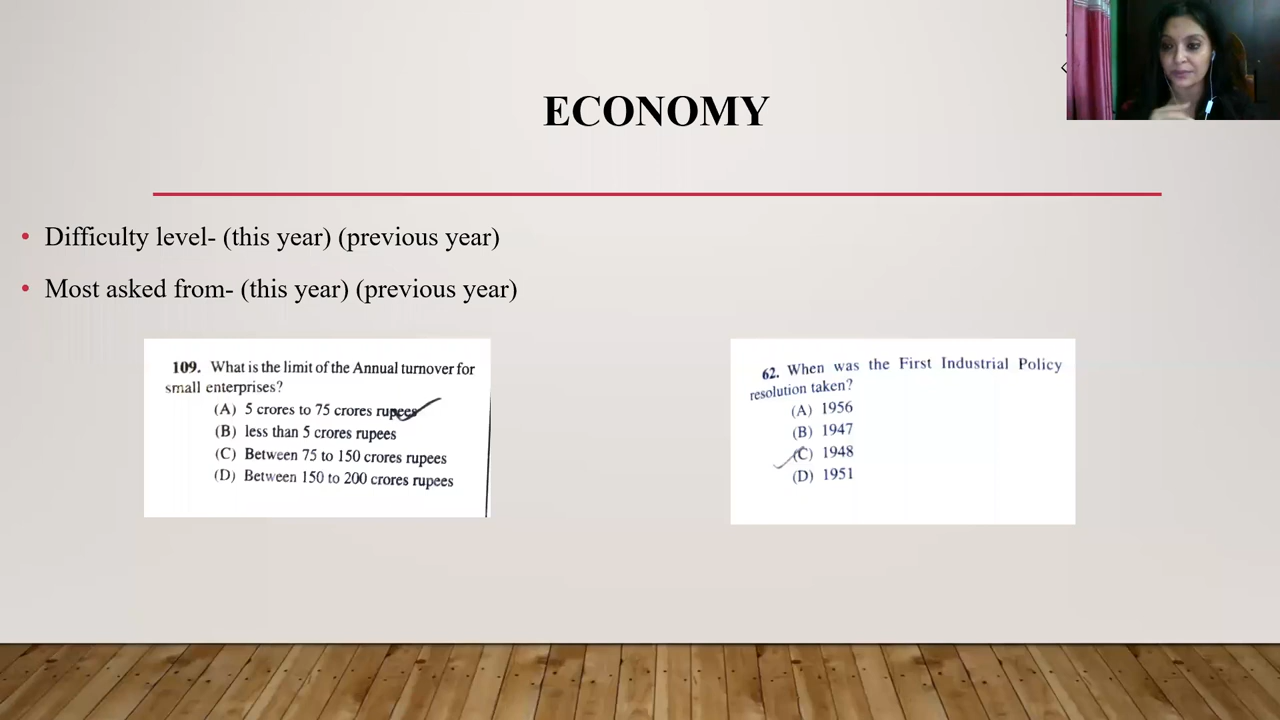 ECONOMY
• Difficulty level- (this year) (previous year)
• Most asked from- (this year) (previous year)
109. What is the limit of the Annual turnover for
small enterprises?
(A) 5 crores to 75 crores rupees
(B) less than 5 crores rupees
(C) Between 75 to 150 crores rupees
(D) Between 150 to 200 crores rupees
62. When was the First Industrial Policy
resolution taken?
(A) 1956
(B) 1947
(C) 1948
(D) 1951